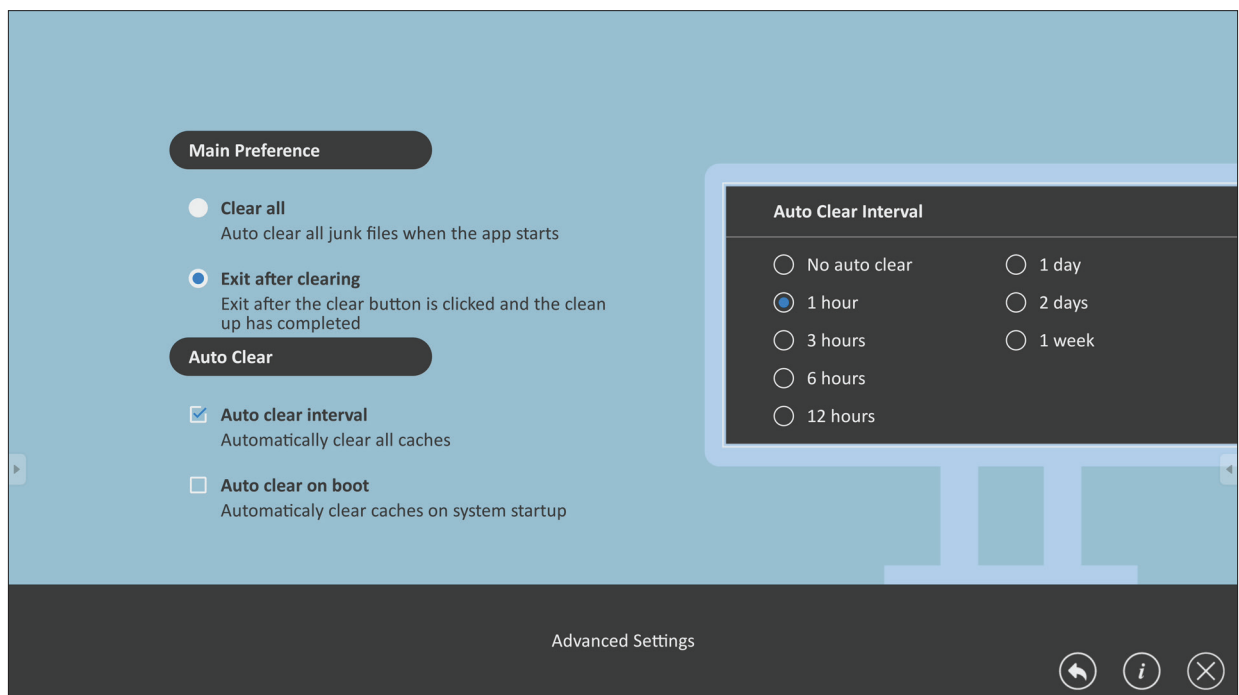 Main Preference
Clear all
Auto clear all junk files when the app starts
Exit after clearing
Exit after the clear button is clicked and the clean
up has completed
Auto Clear
Auto clear interval
Automatically clear all caches
Auto clear on boot
Automaticaly clear caches on system startup
Auto Clear Interval
No auto clear
1 hour
3 hours
6 hours
12 hours
1 day
2 days
1 week
Advanced Settings
i